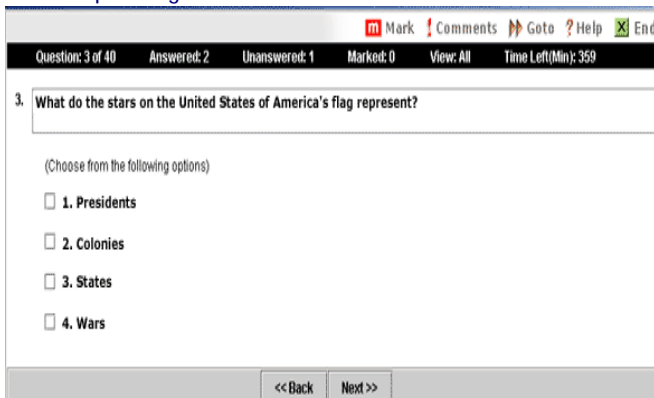 m Mark ! Comments Goto ? Help X End
Question: 3 of 40 Answered: 2 Unanswered: 1 Marked: 0 View: All Time Left(Min): 359
3. What do the stars on the United States of America's flag represent?
(Choose from the following options)
1. Presidents
2. Colonies
3. States
4. Wars
<< Back Next >>